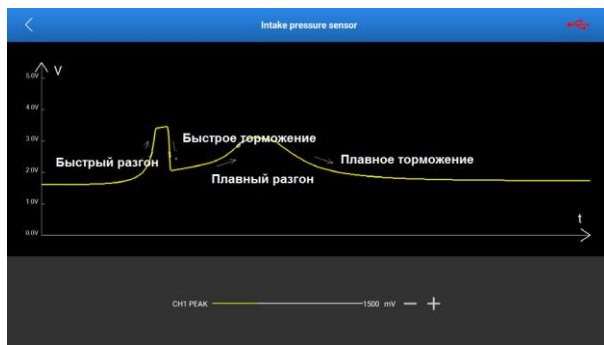 Intake pressure sensor
V
5.0V
4.0V
3.0V
2.0V
1.0V
0.0V
Быстрый разгон
Быстрое торможение
Плавный разгон
Плавное торможение
t
CH1 PEAK 1500 mV